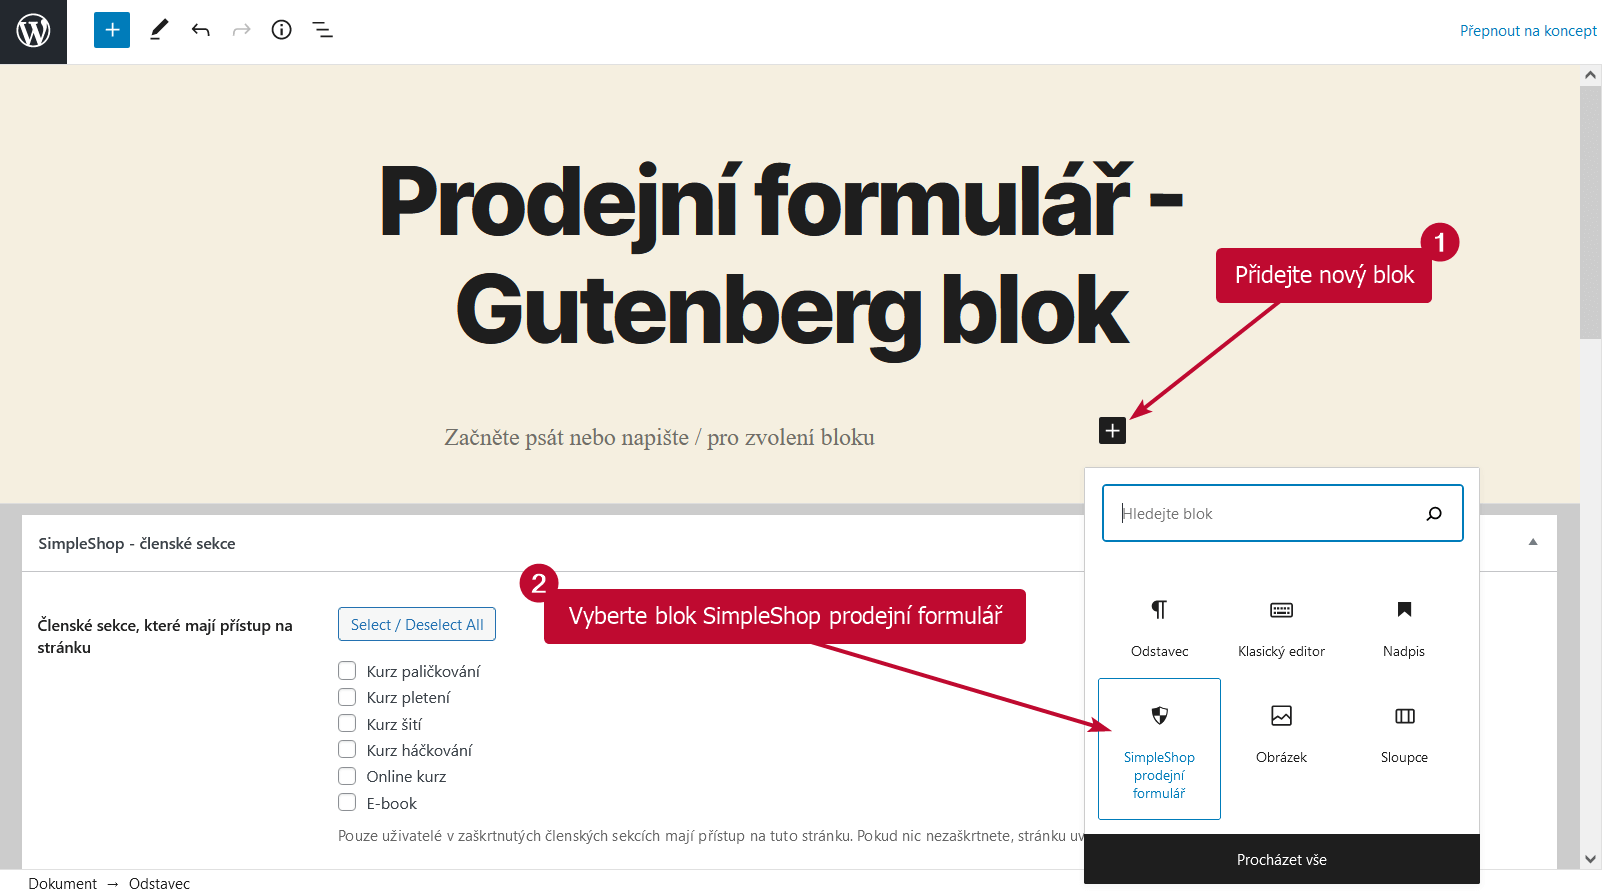 Přepnout na koncept
Prodejní formulář -
Gutenberg blok
1
Přidejte nový blok
Začněte psát nebo napište / pro zvolení bloku
Hledejte blok
SimpleShop - členské sekce
2
Vyberte blok SimpleShop prodejní formulář
Členské sekce, které mají přístup na
stránku
Select / Deselect All
Kurz paličkování
Kurz pletení
Kurz šití
Kurz háčkování
Online kurz
E-book
Pouze uživatelé v zaškrtnutých členských sekcích mají přístup na tuto stránku. Pokud nic nezaškrtnete, stránku uv
Odstavec
Klasický editor
Nadpis
SimpleShop
prodejní
formulář
Obrázek
Sloupce
Procházet vše
Dokument → Odstavec